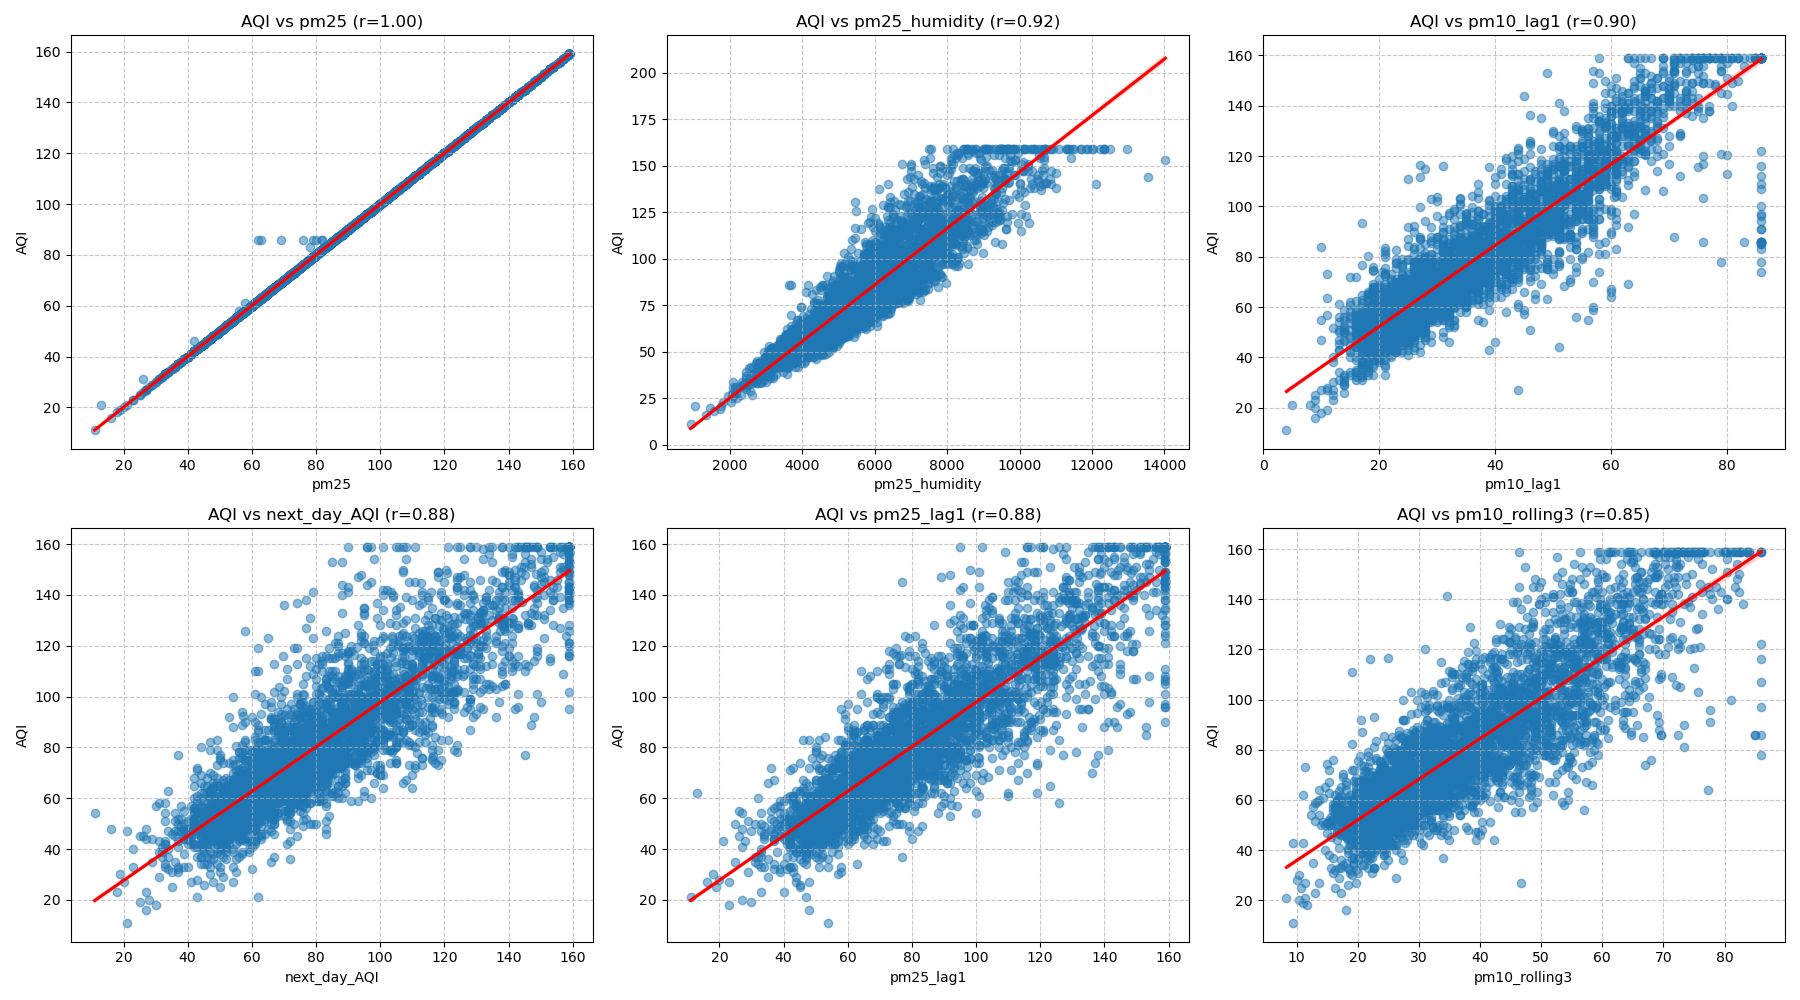 AQI vs pm25 (r=1.00)
AQI
160
140
120
100
80
60
40
20
20 40 60 80 100 120 140 160
pm25
AQI vs pm25_humidity (r=0.92)
AQI
200
175
150
125
100
75
50
25
0
2000 4000 6000 8000 10000 12000 14000
pm25_humidity
AQI vs pm10_lag1 (r=0.90)
AQI
160
140
120
100
80
60
40
20
0 20 40 60 80
pm10_lag1
AQI vs next_day_AQI (r=0.88)
AQI
160
140
120
100
80
60
40
20
20 40 60 80 100 120 140 160
next_day_AQI
AQI vs pm25_lag1 (r=0.88)
AQI
160
140
120
100
80
60
40
20
20 40 60 80 100 120 140 160
pm25_lag1
AQI vs pm10_rolling3 (r=0.85)
AQI
160
140
120
100
80
60
40
20
10 20 30 40 50 60 70 80
pm10_rolling3